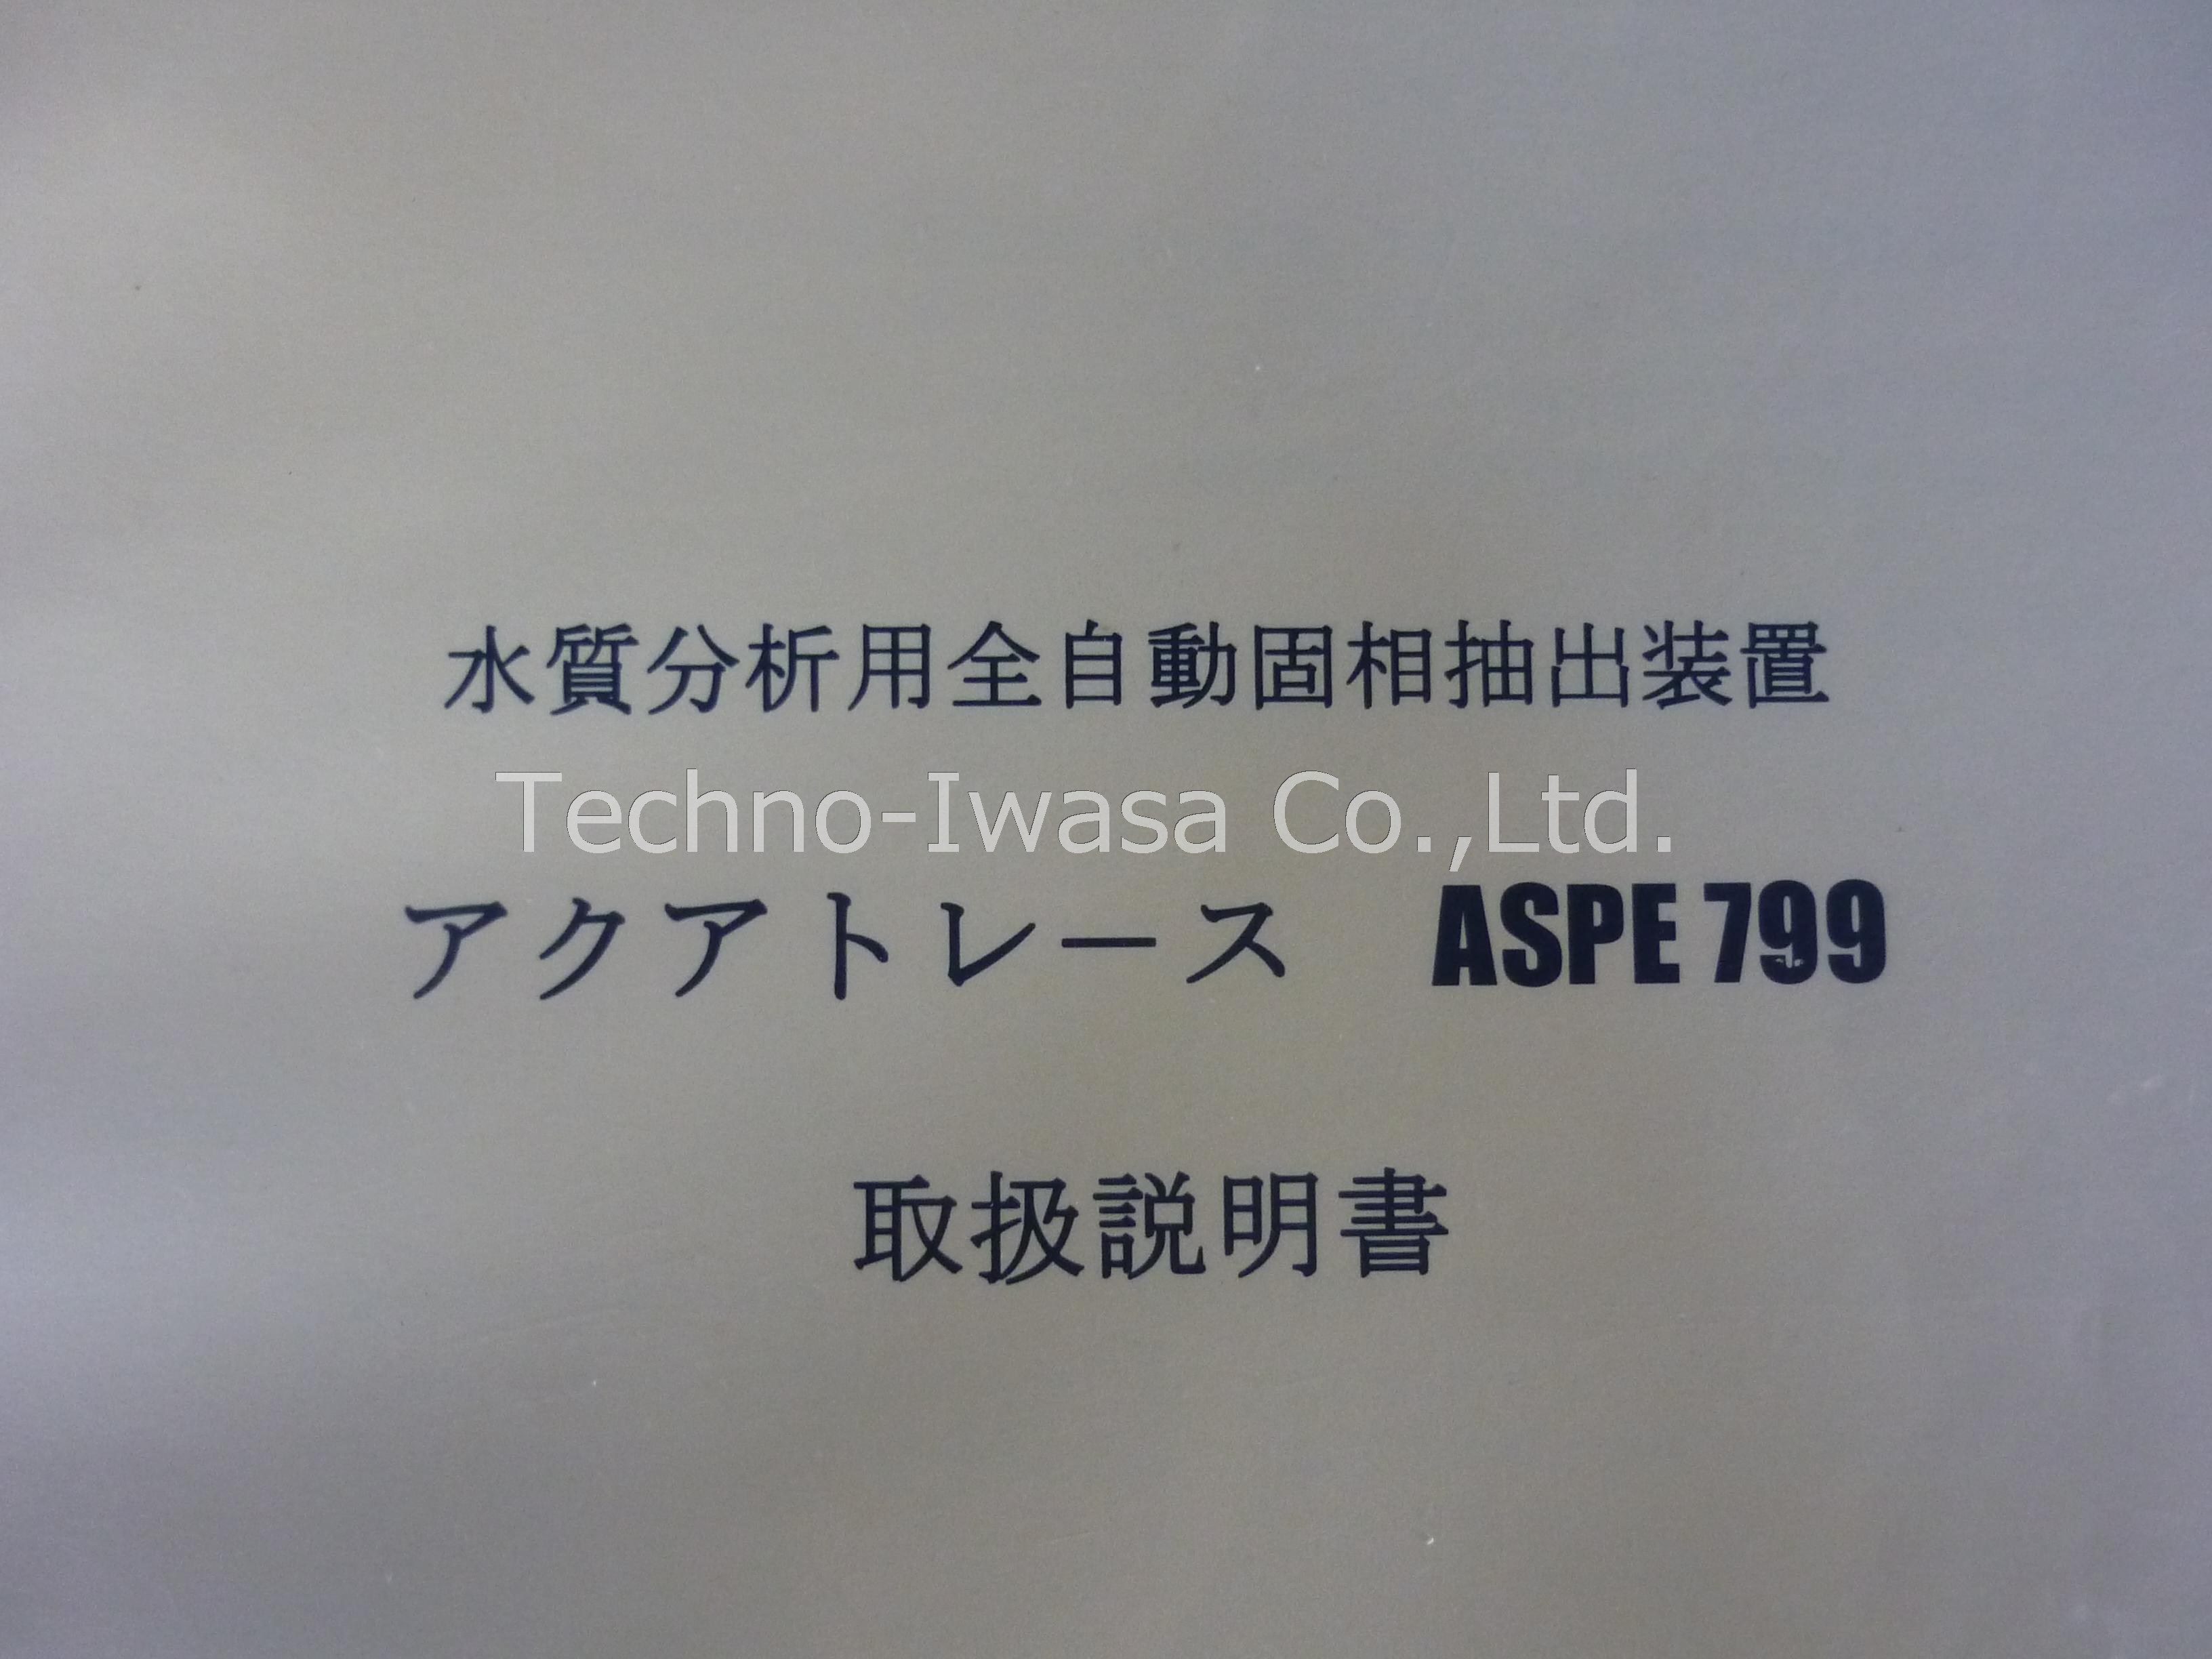 水質分析用全自動固相抽出装置
Techno-Iwasa Co.,Ltd.
アクアトレース ASPE 799
取扱説明書